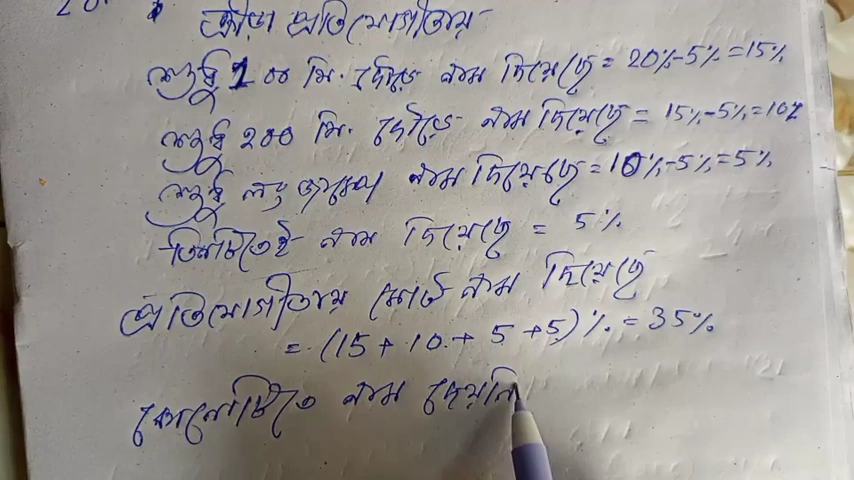 ক্রীড়া প্রতিযোগিতায়
শুধু 100 মি. দৌড়ে নাম দিয়েছে = 20%-5%=15%
শুধু 200 মি. দৌড়ে নাম দিয়েছে = 15%-5%=10%
শুধু লং জাম্পে নাম দিয়েছে = 10%-5%=5%
তিনটিতেই নাম দিয়েছে = 5%
প্রতিযোগিতায় মোট নাম দিয়েছে
= (15+10+5+5)% = 35%
কোনোটিতে নাম দেয়নি